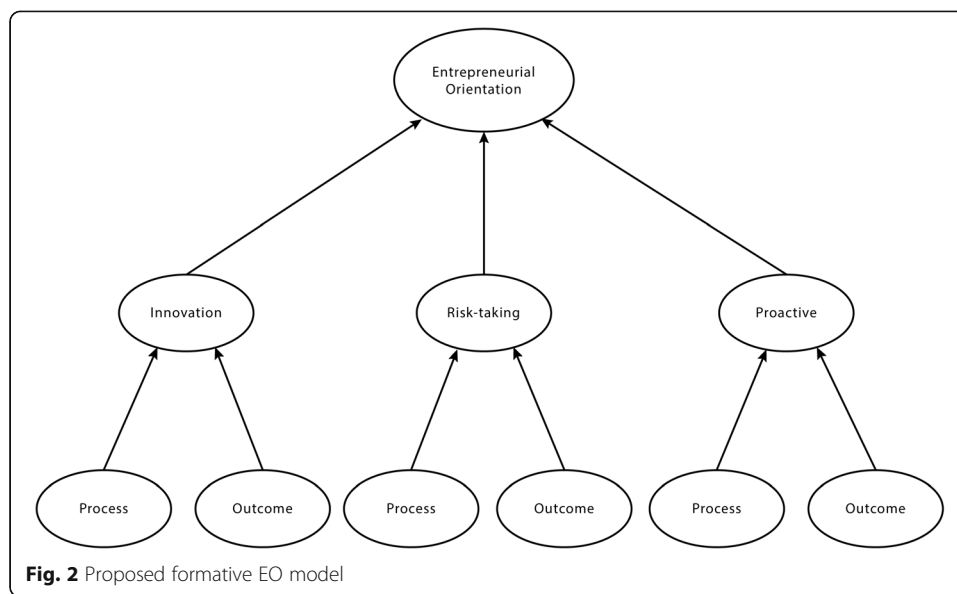 Entrepreneurial
Orientation
Innovation
Risk-taking
Proactive
Process
Outcome
Process
Outcome
Process
Outcome
Fig. 2 Proposed formative EO model